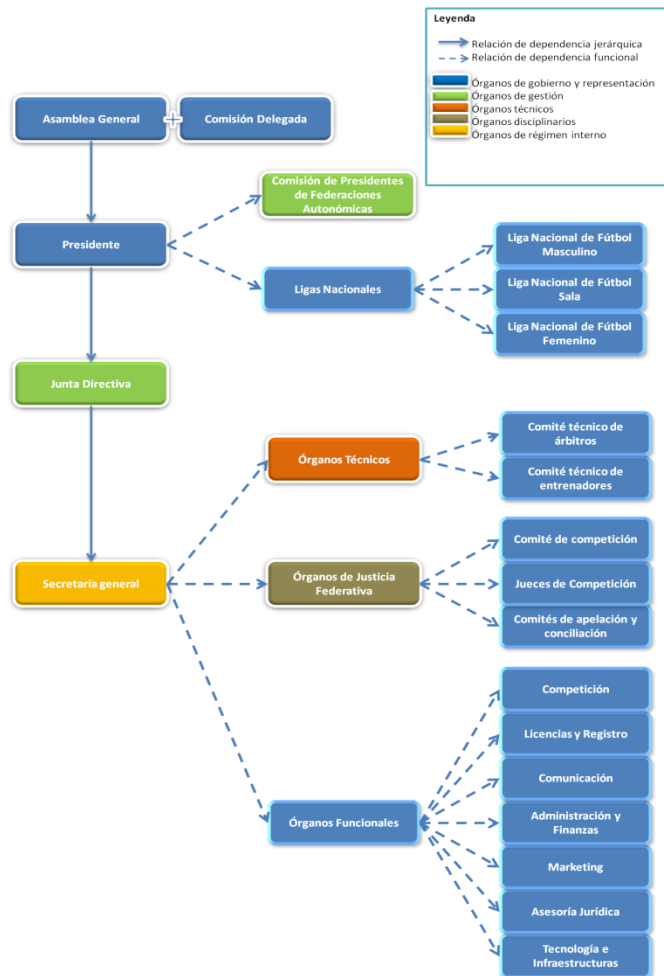 Leyenda
Relación de dependencia jerárquica
Relación de dependencia funcional
Órganos de gobierno y representación
Órganos de gestión
Órganos técnicos
Órganos disciplinarios
Órganos de régimen interno
Asamblea General
Comisión Delegada
Comisión de Presidentes
de Federaciones
Autonómicas
Presidente
Ligas Nacionales
Liga Nacional de Fútbol
Masculino
Liga Nacional de Fútbol
Sala
Liga Nacional de Fútbol
Femenino
Junta Directiva
Órganos Técnicos
Comité técnico de
árbitros
Comité técnico de
entrenadores
Secretaría general
Órganos de Justicia
Federativa
Comité de competición
Jueces de Competición
Comités de apelación y
conciliación
Órganos Funcionales
Competición
Licencias y Registro
Comunicación
Administración y
Finanzas
Marketing
Asesoría Jurídica
Tecnología e
Infraestructuras